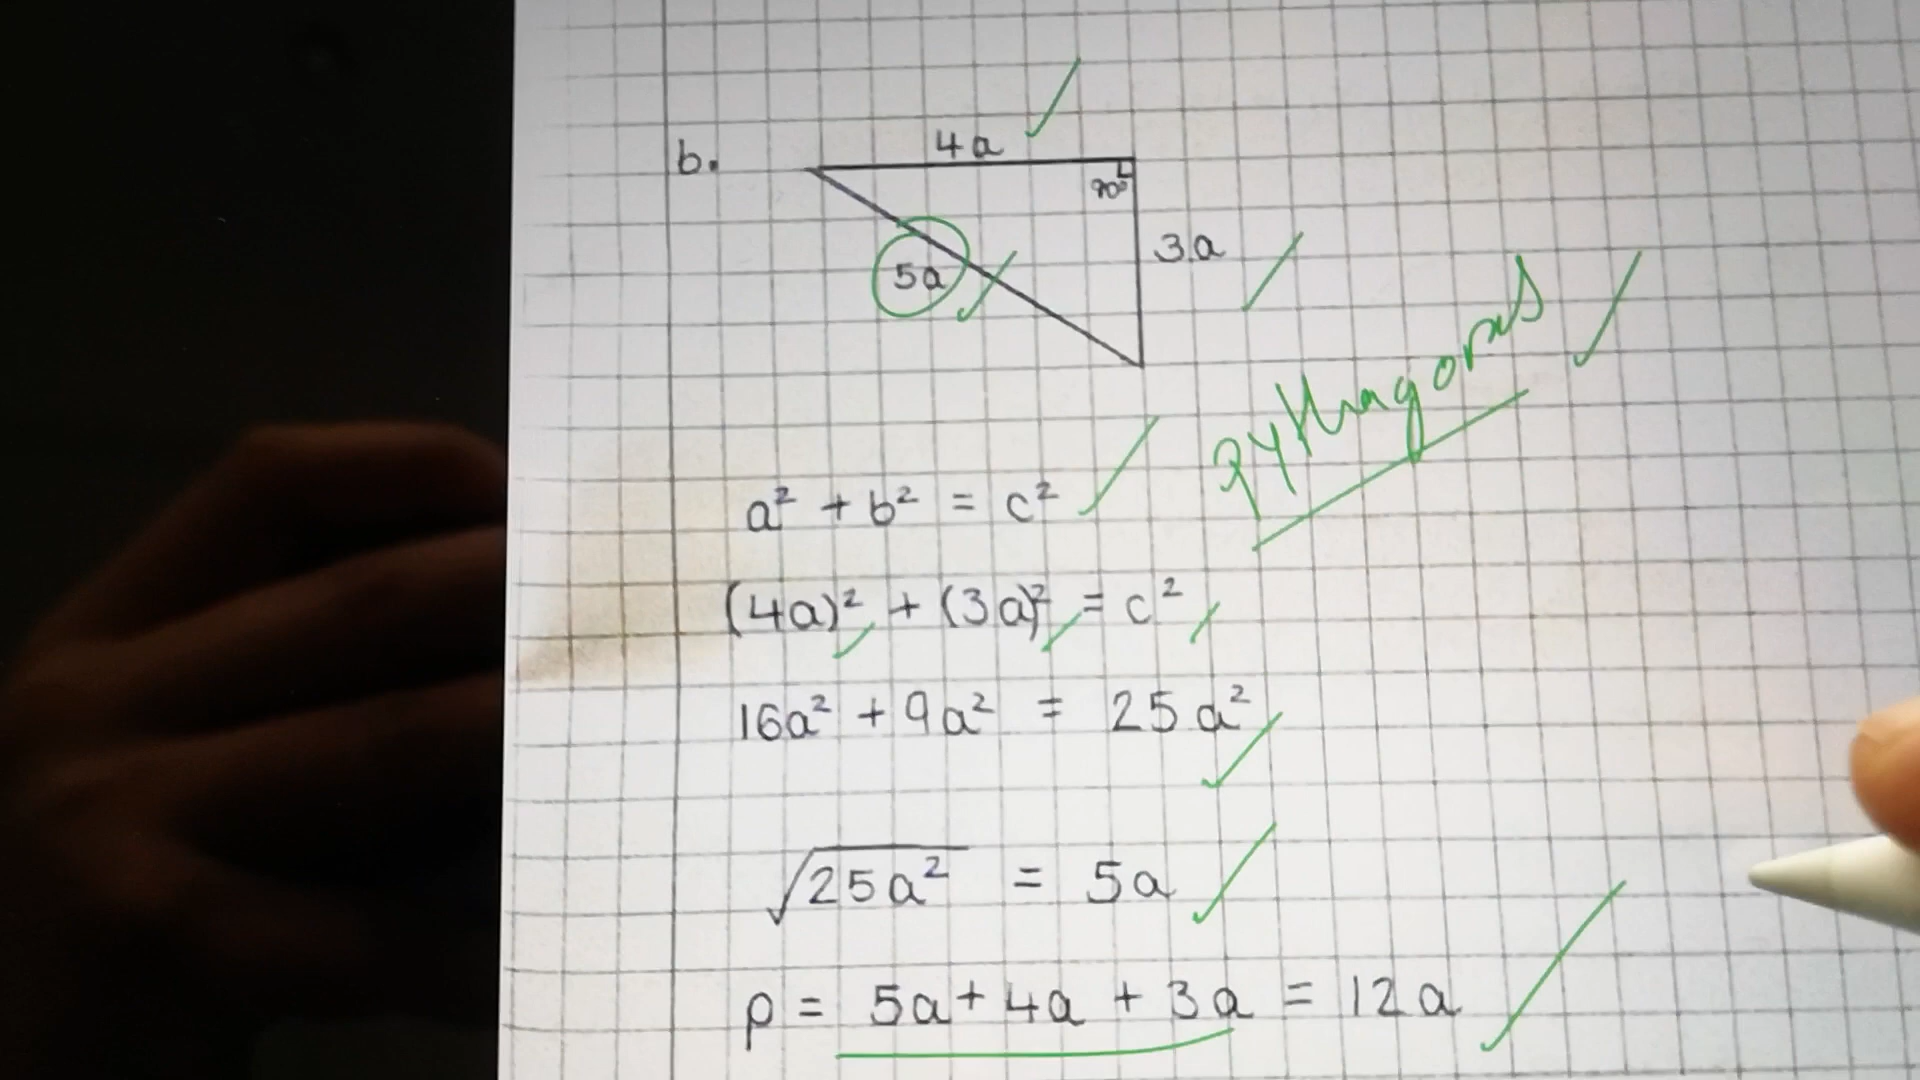 b.
4a
90°
5a
3a
Pythagoras
a² + b² = c²
(4a)² + (3a)² = c²
16a² + 9a² = 25a²
√25a² = 5a
p = 5a + 4a + 3a = 12a